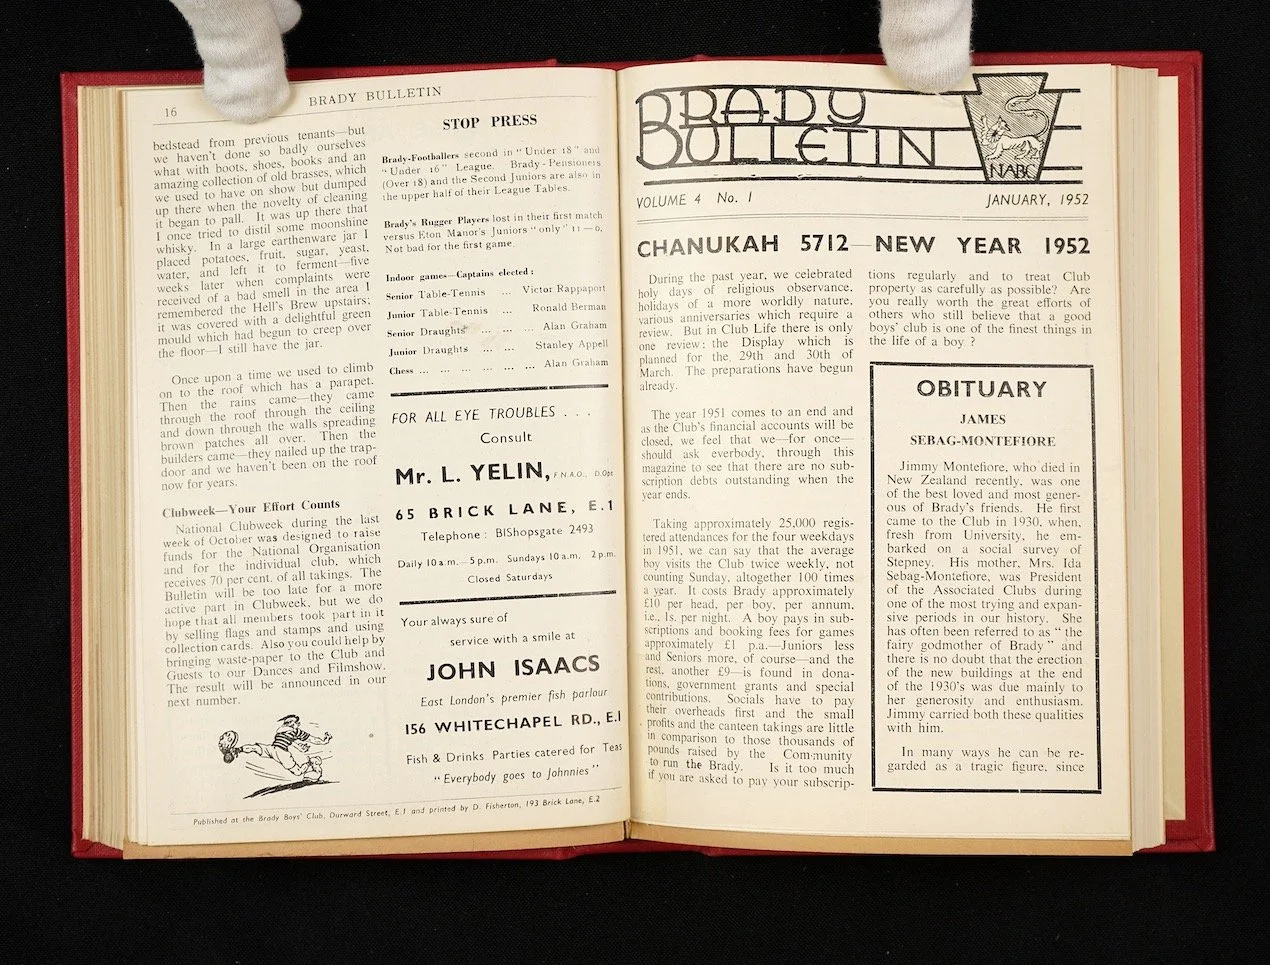 16
BRADY BULLETIN
bedstead from previous tenants—but
we haven't done so badly ourselves
what with boots, shoes, books and an
amazing collection of old brasses, which
we used to have on show but dumped
up there when the novelty of cleaning
it began to pall. It was up there that
I once tried to distil some moonshine
whisky. In a large earthenware jar I
placed potatoes, fruit, sugar, yeast,
water, and left it to ferment—five
weeks later when complaints were
received of a bad smell in the area I
remembered the Hell's Brew upstairs;
it was covered with a delightful green
mould which had begun to creep over
the floor—I still have the jar.
Once upon a time we used to climb
on to the roof which has a parapet.
Then the rains came—they came
through the roof through the ceiling
and down through the walls spreading
brown patches all over. Then the
builders came—they nailed up the trap-
door and we haven't been on the roof
now for years.
Clubweek—Your Effort Counts
National Clubweek during the last
week of October was designed to raise
funds for the National Organisation
and for the individual club, which
receives 70 per cent. of all takings. The
Bulletin will be too late for a more
active part in Clubweek, but we do
hope that all members took part in it
by selling flags and stamps and using
collection cards. Also you could help by
bringing waste-paper to the Club and
Guests to our Dances and Filmshow.
The result will be announced in our
next number.
STOP PRESS
Brady-Footballers second in "Under 18" and
"Under 16" League. Brady-Pensioners
(Over 18) and the Second Juniors are also in
the upper half of their League Tables.
Brady's Rugger Players lost in their first match
versus Eton Manor's Juniors "only" 11—0.
Not bad for the first game.
Indoor games—Captains elected:
Senior Table-Tennis ... Victor Rappaport
Junior Table-Tennis ... Ronald Berman
Senior Draughts ... ... ... Alan Graham
Junior Draughts ... ... Stanley Appell
Chess ... ... ... ... ... ... Alan Graham
FOR ALL EYE TROUBLES . . .
Consult
Mr. L. YELIN, F.N.A.O., D.Opt
65 BRICK LANE, E.1
Telephone: BIShopsgate 2493
Daily 10 a.m.—5 p.m. Sundays 10 a.m. 2 p.m.
Closed Saturdays
Your always sure of
service with a smile at
JOHN ISAACS
East London's premier fish parlour
156 WHITECHAPEL RD., E.1
Fish & Drinks Parties catered for Teas
"Everybody goes to Johnnies"
Published at the Brady Boys' Club, Durward Street, E.1 and printed by D. Fisherton, 193 Brick Lane, E.2
BRADY
BULLETIN
NABC
VOLUME 4 No. 1 JANUARY, 1952
CHANUKAH 5712—NEW YEAR 1952
During the past year, we celebrated
holy days of religious observance,
holidays of a more worldly nature,
various anniversaries which require a
review. But in Club Life there is only
one review: the Display which is
planned for the 29th and 30th of
March. The preparations have begun
already.
The year 1951 comes to an end and
as the Club's financial accounts will be
closed, we feel that we—for once—
should ask everbody, through this
magazine to see that there are no sub-
scription debts outstanding when the
year ends.
Taking approximately 25,000 regis-
tered attendances for the four weekdays
in 1951, we can say that the average
boy visits the Club twice weekly, not
counting Sunday, altogether 100 times
a year. It costs Brady approximately
£10 per head, per boy, per annum,
i.e., 1s. per night. A boy pays in sub-
scriptions and booking fees for games
approximately £1 p.a.—Juniors less
and Seniors more, of course—and the
rest, another £9—is found in dona-
tions, government grants and special
contributions. Socials have to pay
their overheads first and the small
profits and the canteen takings are little
in comparison to those thousands of
pounds raised by the Community
to run the Brady. Is it too much
if you are asked to pay your subscrip-
tions regularly and to treat Club
property as carefully as possible? Are
you really worth the great efforts of
others who still believe that a good
boys' club is one of the finest things in
the life of a boy ?
OBITUARY
JAMES
SEBAG-MONTEFIORE
Jimmy Montefiore, who died in
New Zealand recently, was one
of the best loved and most gener-
ous of Brady's friends. He first
came to the Club in 1930, when,
fresh from University, he em-
barked on a social survey of
Stepney. His mother, Mrs. Ida
Sebag-Montefiore, was President
of the Associated Clubs during
one of the most trying and expan-
sive periods in our history. She
has often been referred to as "the
fairy godmother of Brady" and
there is no doubt that the erection
of the new buildings at the end
of the 1930's was due mainly to
her generosity and enthusiasm.
Jimmy carried both these qualities
with him.
In many ways he can be re-
garded as a tragic figure, since